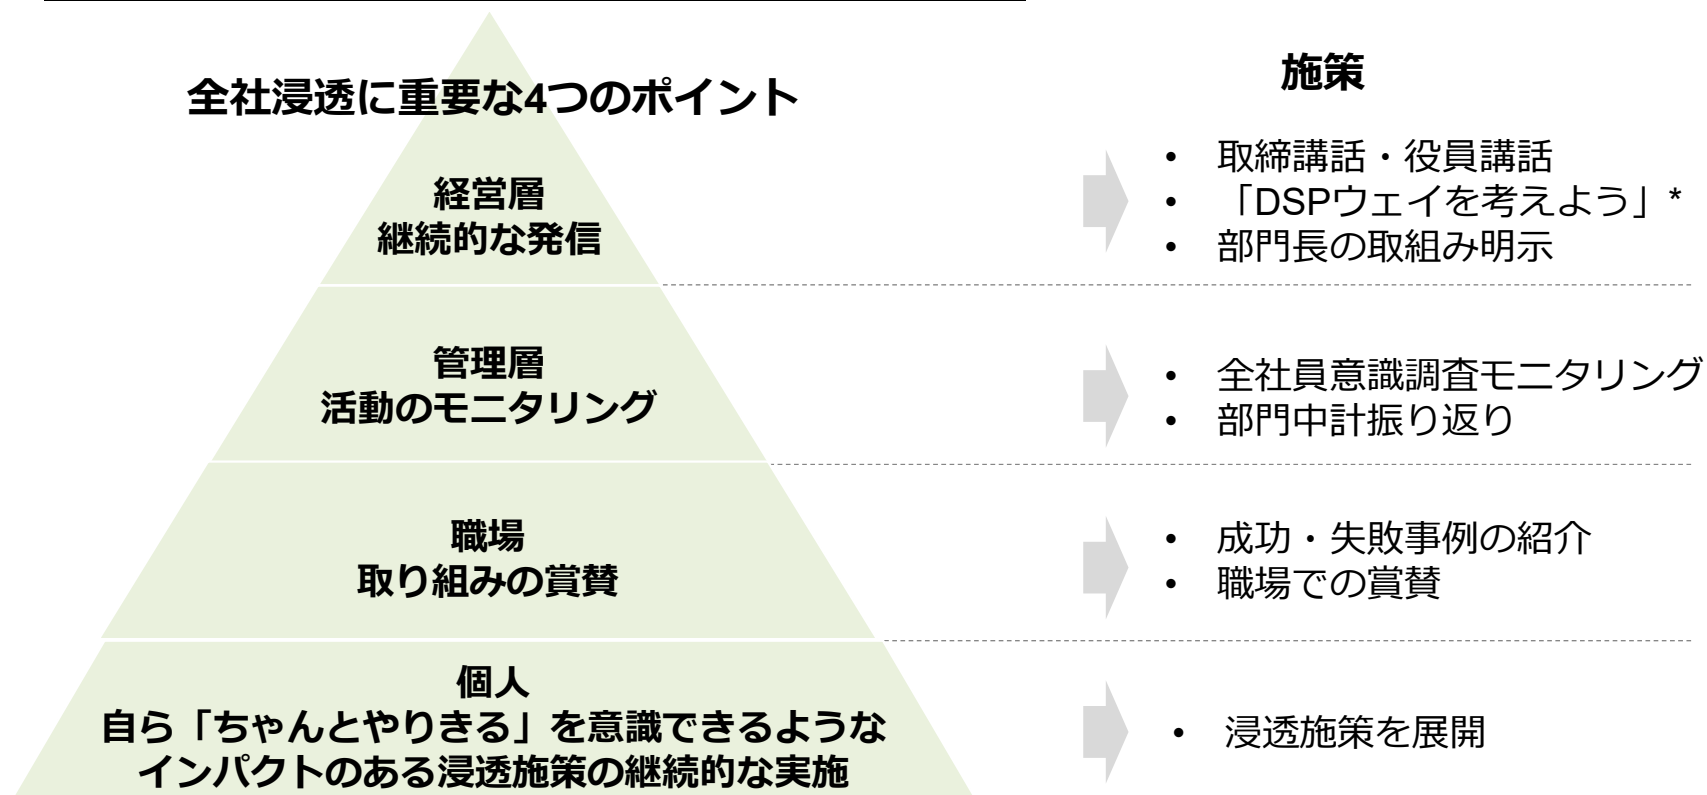 全社浸透に重要な4つのポイント
施策
経営層
継続的な発信
• 取締講話・役員講話
• 「DSPウェイを考えよう」*
• 部門長の取組み明示
管理層
活動のモニタリング
• 全社員意識調査モニタリング
• 部門中計振り返り
職場
取り組みの賞賛
• 成功・失敗事例の紹介
• 職場での賞賛
個人
自ら「ちゃんとやりきる」を意識できるような
インパクトのある浸透施策の継続的な実施
• 浸透施策を展開